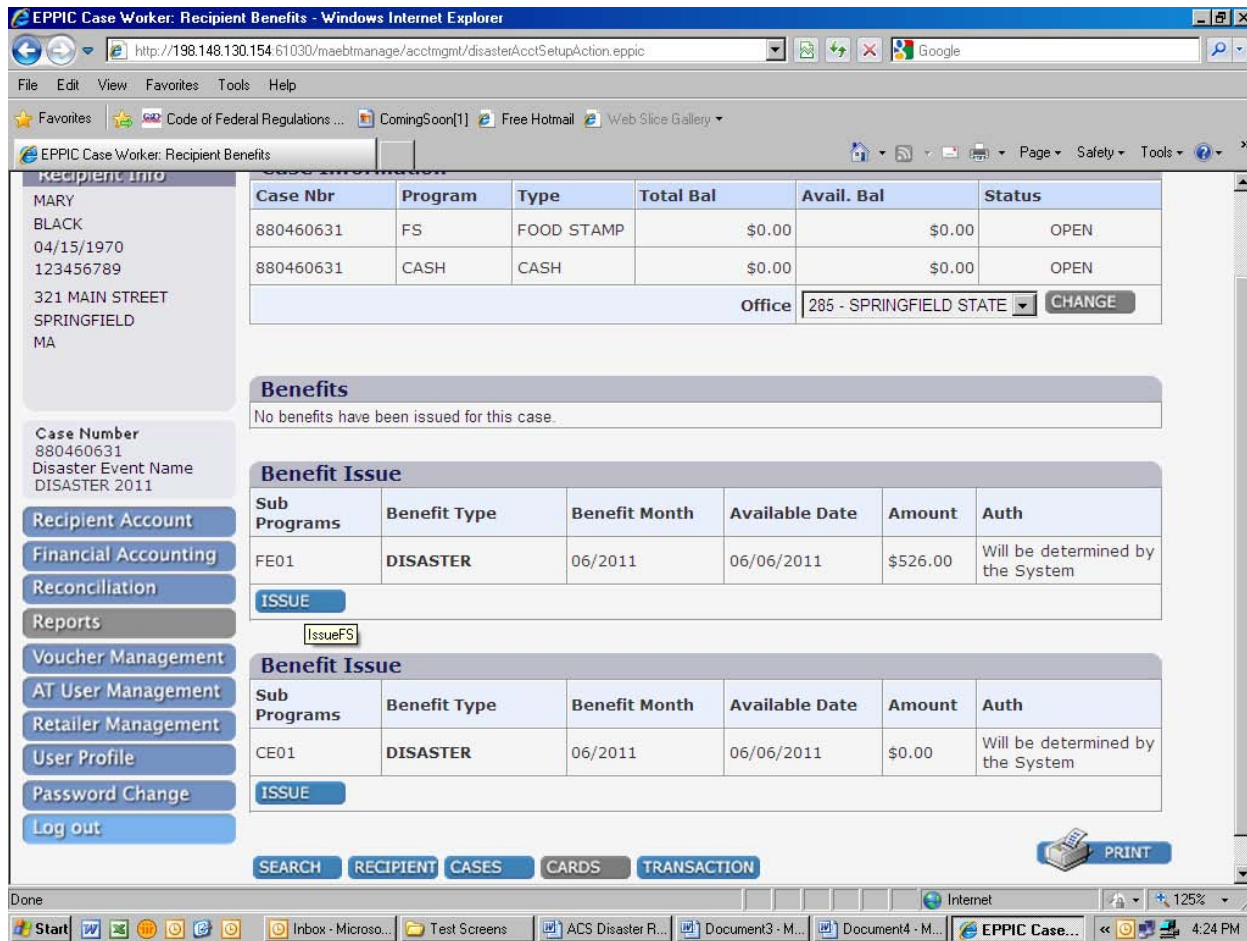 EPPIC Case Worker: Recipient Benefits - Windows Internet Explorer
http://198.148.130.154:61030/maebtmanage/acctmgmt/disasterAcctSetupAction.eppic
Google
File Edit View Favorites Tools Help
Favorites Code of Federal Regulations ... ComingSoon[1] Free Hotmail Web Slice Gallery
EPPIC Case Worker: Recipient Benefits
Page Safety Tools
Recipient Info
MARY
BLACK
04/15/1970
123456789
321 MAIN STREET
SPRINGFIELD
MA
Case Number
880460631
Disaster Event Name
DISASTER 2011
Recipient Account
Financial Accounting
Reconciliation
Reports
Voucher Management
AT User Management
Retailer Management
User Profile
Password Change
Log out
Case Information
Case Nbr Program Type Total Bal Avail. Bal Status
880460631 FS FOOD STAMP $0.00 $0.00 OPEN
880460631 CASH CASH $0.00 $0.00 OPEN
Office 285 - SPRINGFIELD STATE CHANGE
Benefits
No benefits have been issued for this case.
Benefit Issue
Sub Programs Benefit Type Benefit Month Available Date Amount Auth
FE01 DISASTER 06/2011 06/06/2011 $526.00 Will be determined by the System
ISSUE
IssueFS
Benefit Issue
Sub Programs Benefit Type Benefit Month Available Date Amount Auth
CE01 DISASTER 06/2011 06/06/2011 $0.00 Will be determined by the System
ISSUE
SEARCH RECIPIENT CASES CARDS TRANSACTION PRINT
Done Internet 125%
Start Inbox - Microso... Test Screens ACS Disaster R... Document3 - M... Document4 - M... EPPIC Case... 4:24 PM